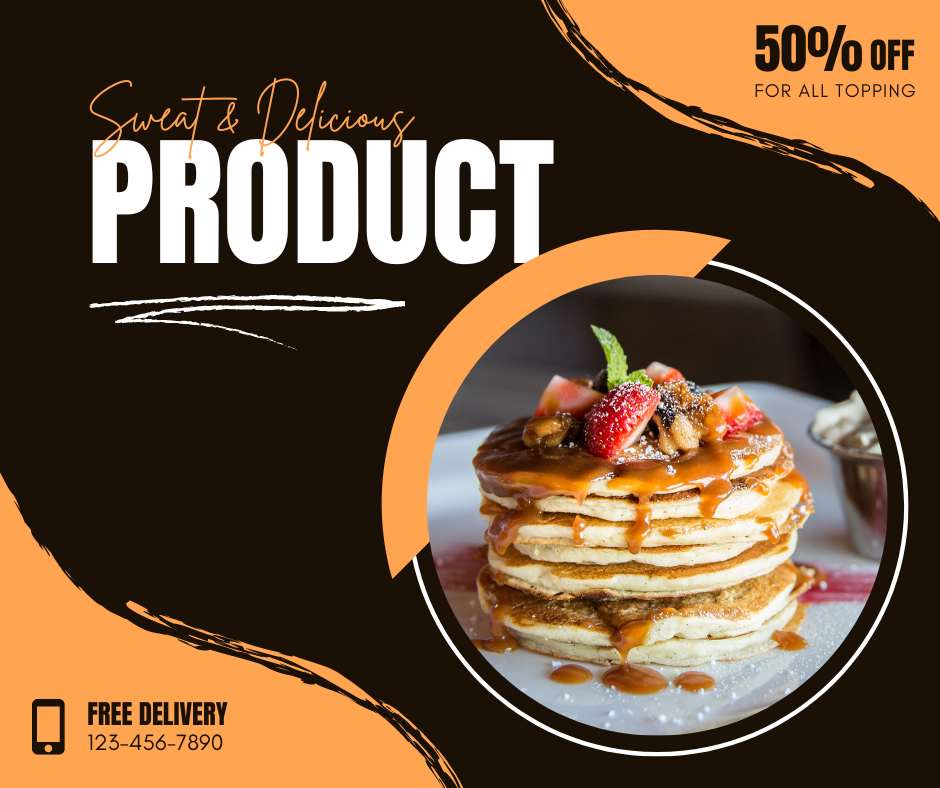 50% OFF
FOR ALL TOPPING
Sweat & Delicious
PRODUCT
FREE DELIVERY
123-456-7890